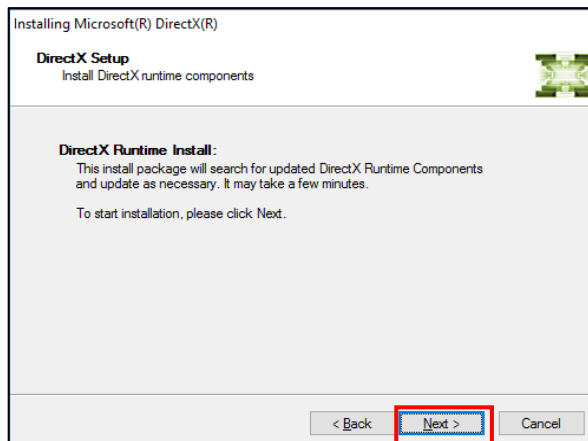 Installing Microsoft(R) DirectX(R)
DirectX Setup
Install DirectX runtime components
DirectX Runtime Install:
This install package will search for updated DirectX Runtime Components
and update as necessary. It may take a few minutes.
To start installation, please click Next.
< Back Next > Cancel